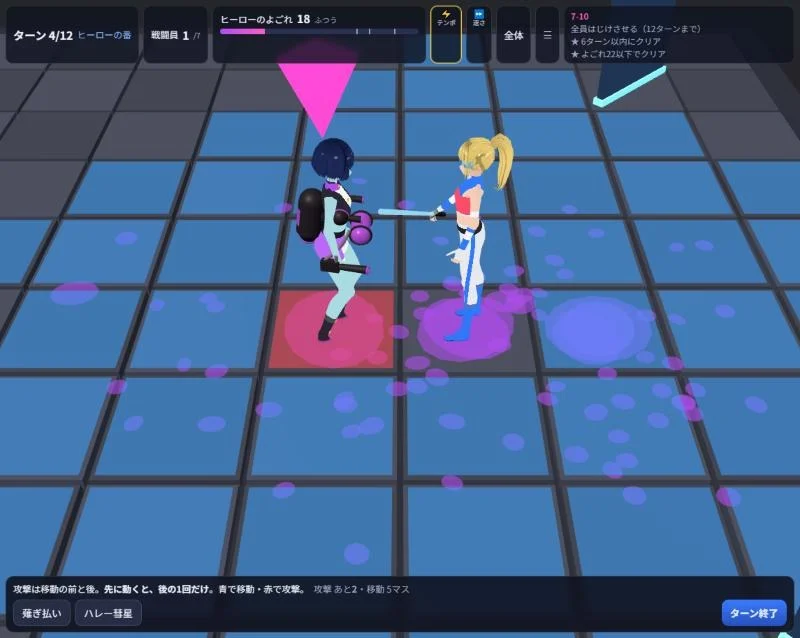 ターン 4/12 ヒーローの番
戦闘員 1 /7
ヒーローのよごれ 18 ふつう
テンポ
速さ
全体
7-10
全員はじけさせる（12ターンまで）
★ 6ターン以内にクリア
★ よごれ22以下でクリア
攻撃は移動の前と後。先に動くと、後の1回だけ。青で移動・赤で攻撃。 攻撃 あと2・移動 5マス
薙ぎ払い
ハレー彗星
ターン終了